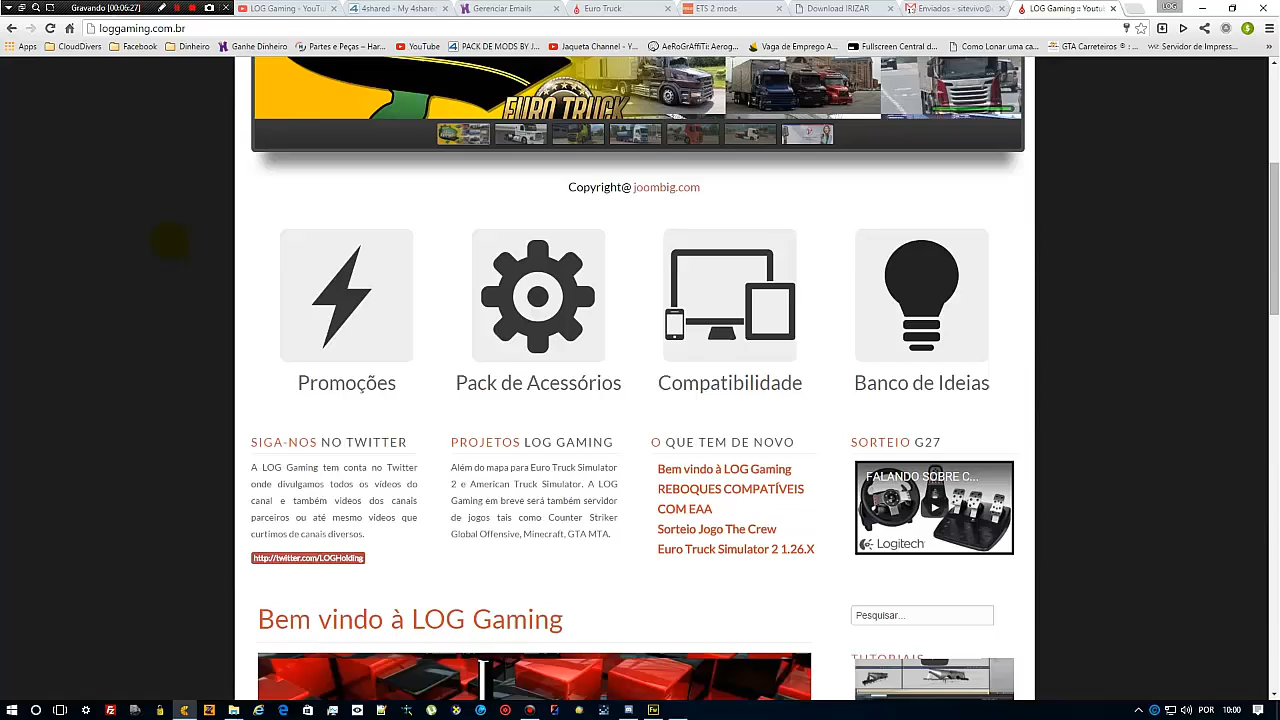 Gravando [00:06:27]
LOG Gaming - YouTu
4shared - My 4share
Gerenciar Emails
Euro Truck
ETS 2 mods
Download IRIZAR
Enviados - sitevivo@
LOG Gaming :: Youtub
LOG
loggaming.com.br
Apps
CloudDivers
Facebook
Dinheiro
Ganhe Dinheiro
Partes e Peças - Har
YouTube
PACK DE MODS BY J
Jaqueta Channel - Y
AeRoGrAfFiti Aerog
Vaga de Emprego A
Fullscreen Central
Como Lonar uma ca
GTA Carreteiros
Servidor de Impress
EURO TRUCK
Copyright@ joombig.com
Promoções Pack de Acessórios Compatibilidade Banco de Ideias
SIGA-NOS NO TWITTER
A LOG Gaming tem conta no Twitter
onde divulgamos todos os vídeos do
canal e também videos dos canais
parceiros ou até mesmo vídeos que
curtimos de canais diversos.
http://twitter.com/LOGHolding
PROJETOS LOG GAMING
Além do mapa para Euro Truck Simulator
2 e American Truck Simulator. A LOG
Gaming em breve será também servidor
de jogos tais como Counter Striker
Global Offensive, Minecraft, GTA MTA.
O QUE TEM DE NOVO
Bem vindo à LOG Gaming
REBOQUES COMPATÍVEIS
COM EAA
Sorteio Jogo The Crew
Euro Truck Simulator 2 1.26.X
SORTEIO G27
FALANDO SOBRE C...
Logitech
Bem vindo à LOG Gaming
Pesquisar...
TUTORIAIS
POR 10:00